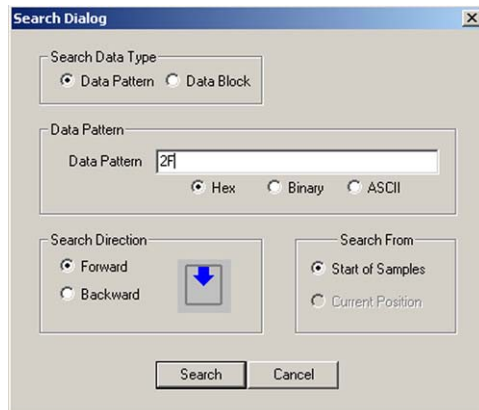 Search Dialog
Search Data Type
Data Pattern Data Block
Data Pattern
Data Pattern 2F
Hex Binary ASCII
Search Direction
Forward
Backward
Search From
Start of Samples
Current Position
Search Cancel